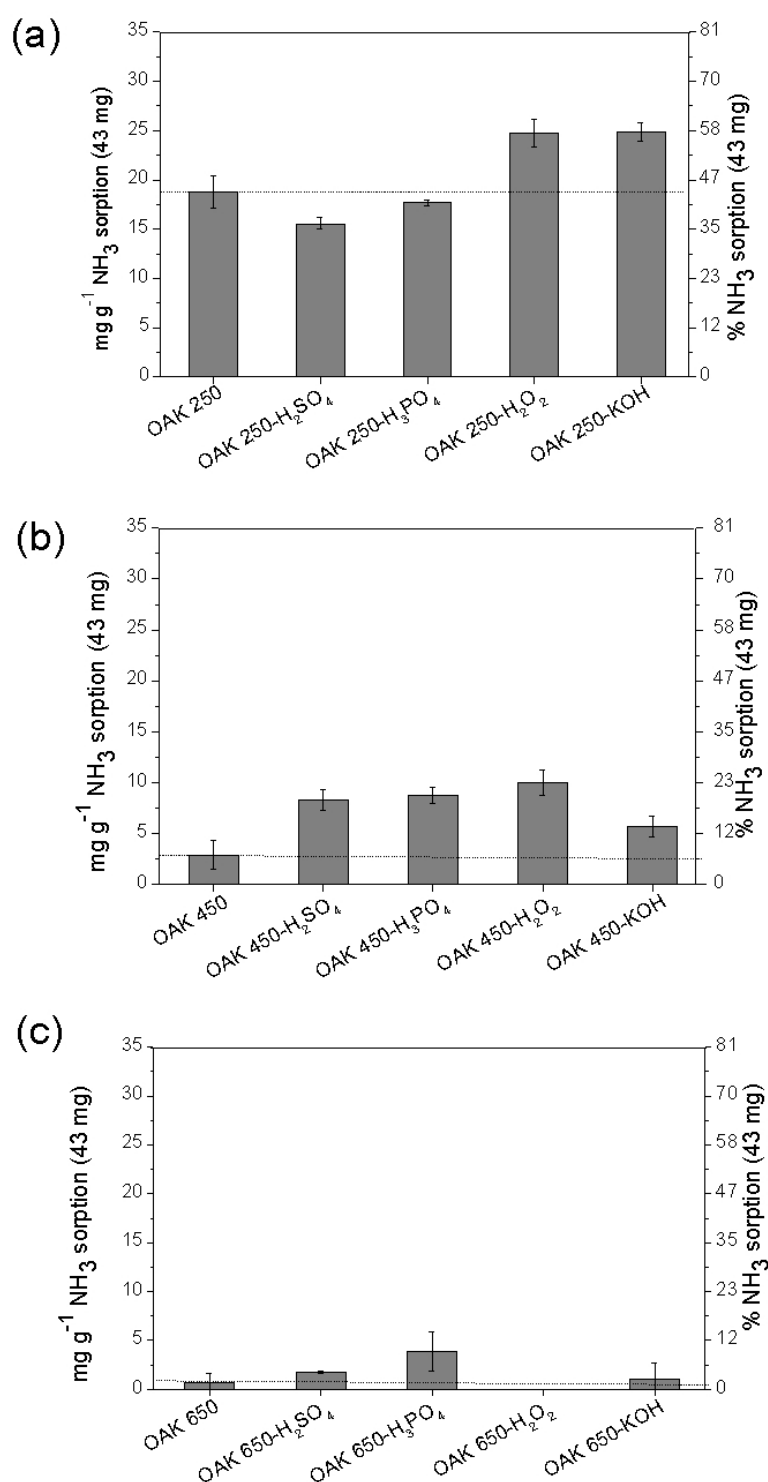 (a)
35
30
25
20
15
10
5
0
mg g⁻¹ NH₃ sorption (43 mg)
81
70
58
47
35
23
12
0
% NH₃ sorption (43 mg)
OAK 250
OAK 250-H₂SO₄
OAK 250-H₃PO₄
OAK 250-H₂O₂
OAK 250-KOH
(b)
35
30
25
20
15
10
5
0
mg g⁻¹ NH₃ sorption (43 mg)
81
70
58
47
35
23
12
0
% NH₃ sorption (43 mg)
OAK 450
OAK 450-H₂SO₄
OAK 450-H₃PO₄
OAK 450-H₂O₂
OAK 450-KOH
(c)
35
30
25
20
15
10
5
0
mg g⁻¹ NH₃ sorption (43 mg)
81
70
58
47
35
23
12
0
% NH₃ sorption (43 mg)
OAK 650
OAK 650-H₂SO₄
OAK 650-H₃PO₄
OAK 650-H₂O₂
OAK 650-KOH